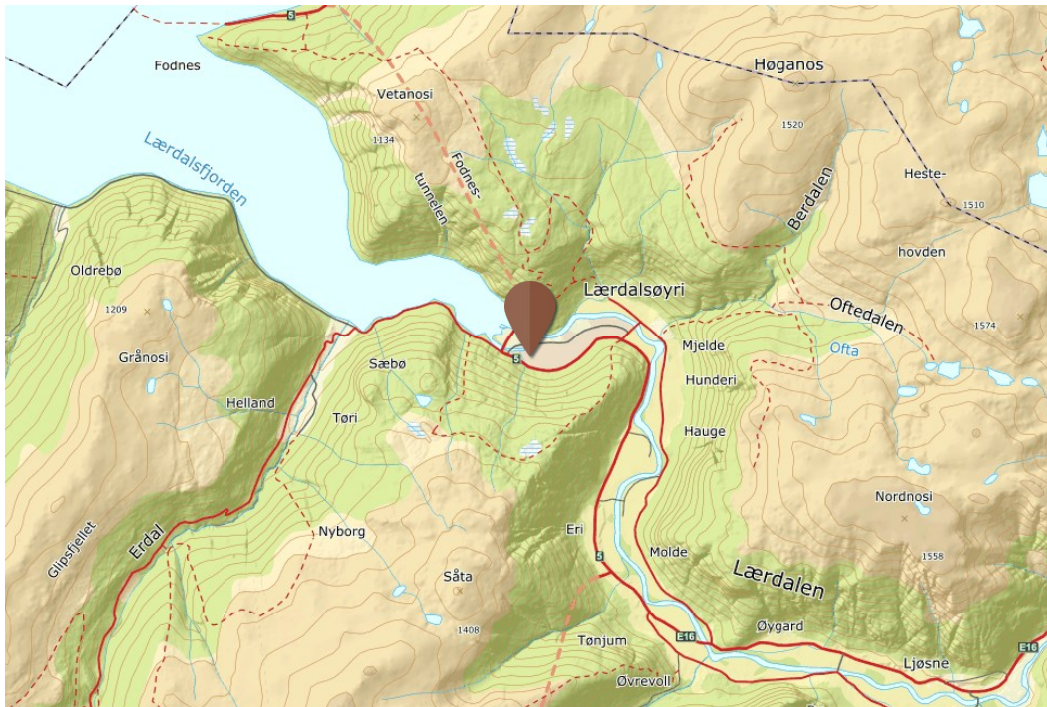 5
Fodnes
Høganos
Vetanosi
1134
1520
Lærdalsfjorden
Fodnes-
tunnelen
Heste-
Berdalen
1510
hovden
Oldrebø
Lærdalsøyri
1209
Oftedalen
1574
Grånosi
Sæbø
5
Mjelde
Ofta
Hunderi
Helland
Tøri
Hauge
Nordnosi
Glipsfjellet
Erdal
Nyborg
Eri
5
Molde
1558
Såta
Lærdalen
1408
Tønjum
E16
Øygard
E16
Ljøsne
Øvrevoll